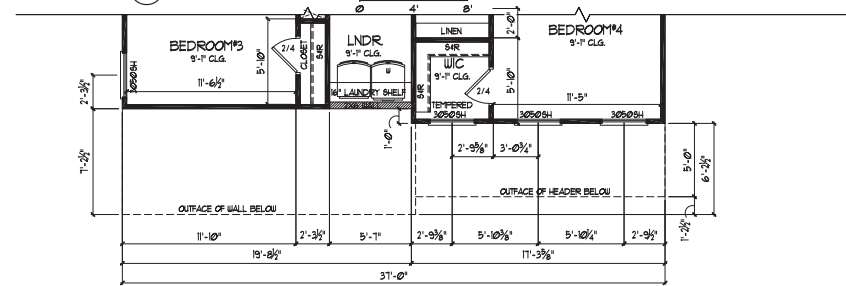 0 4' 8'
BEDROOM#3
9'-1" CLG.
11'-6½"
3050SH
5'-10"
2/4
CLOSET
S&R
LNDR
9'-1" CLG.
W
16" LAUNDRY SHELF
LINEN
S&R
WIC
9'-1" CLG.
S&R
TEMPERED
3050SH
2/4
2'-0"
5'-10"
BEDROOM#4
9'-1" CLG.
11'-5"
3050SH
3050SH
2'-3½"
7'-2½"
1'-0"
2'-9⅝"
3'-0¾"
5'-0"
6'-2½"
1'-2½"
OUTFACE OF WALL BELOW
OUTFACE OF HEADER BELOW
11'-10" 2'-3½" 5'-7" 2'-9⅜" 5'-10⅜" 5'-10¼" 2'-9½"
19'-8½" 17'-3⅝"
37'-0"